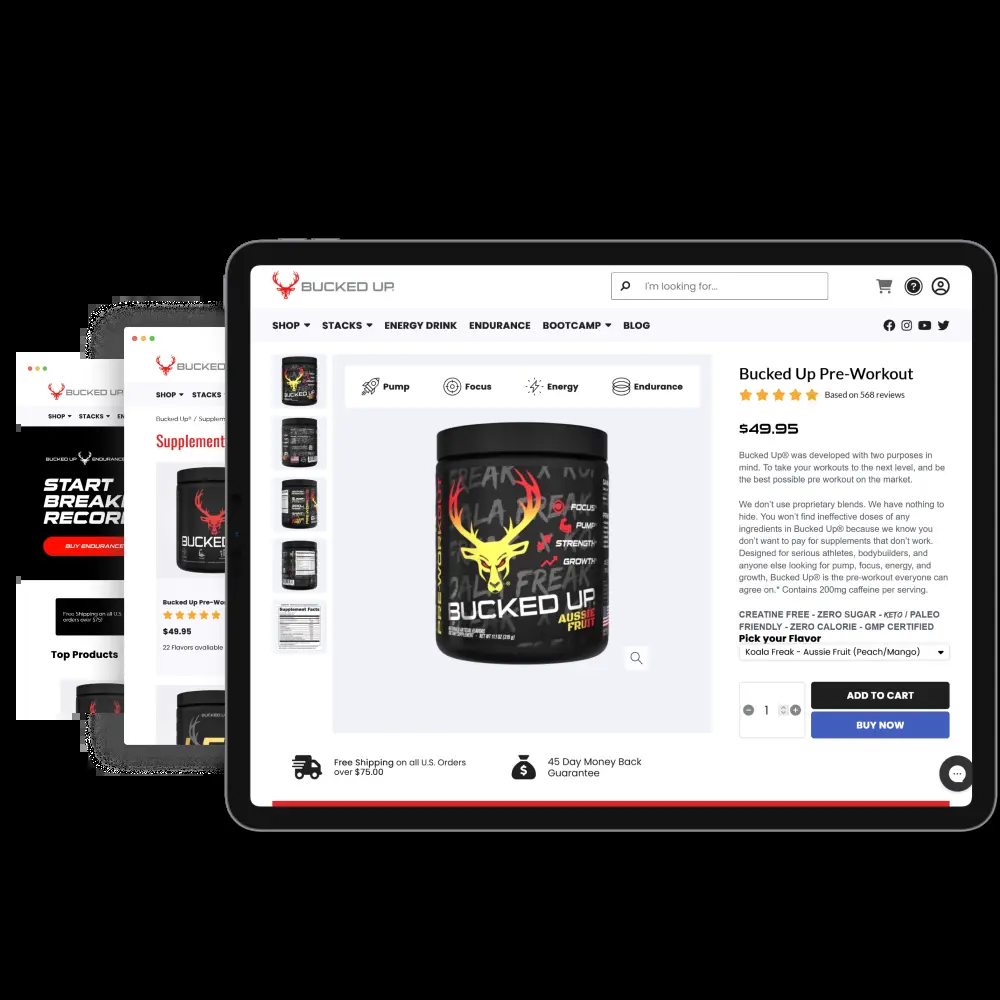 BUCKED UP
SHOP STACKS EN
BUCKED UP ENDURANCE
START
BREAK
RECOR
BUY ENDURANCE
Free Shipping on all U.S.
orders over $75!
Top Products
BUCKED
SHOP STACKS
Bucked Up® / Supplem
Supplement
BUCKED
Bucked Up Pre-Wo
$49.95
22 Flavors available
BUCKED UP
BUCKED UP
I'm looking for...
SHOP STACKS ENERGY DRINK ENDURANCE BOOTCAMP BLOG
Supplement Facts
Pump Focus Energy Endurance
PRE-WORKOUT
FREAK
FREAK
FOCUS
PUMP
STRENGTH
GROWTH
FREAK
BUCKED UP
AUSSIE
FRUIT
Bucked Up Pre-Workout
Based on 568 reviews
$49.95
Bucked Up® was developed with two purposes in
mind. To take your workouts to the next level, and be
the best possible pre workout on the market.
We don't use proprietary blends. We have nothing to
hide. You won't find ineffective doses of any
ingredients in Bucked Up® because we know you
don't want to pay for supplements that don't work.
Designed for serious athletes, bodybuilders, and
anyone else looking for pump, focus, energy, and
growth, Bucked Up® is the pre-workout everyone can
agree on.* Contains 200mg caffeine per serving.
CREATINE FREE - ZERO SUGAR - KETO / PALEO
FRIENDLY - ZERO CALORIE - GMP CERTIFIED
Pick your Flavor
Koala Freak - Aussie Fruit (Peach/Mango)
1
ADD TO CART
BUY NOW
Free Shipping on all U.S. Orders
over $75.00
45 Day Money Back
Guarantee